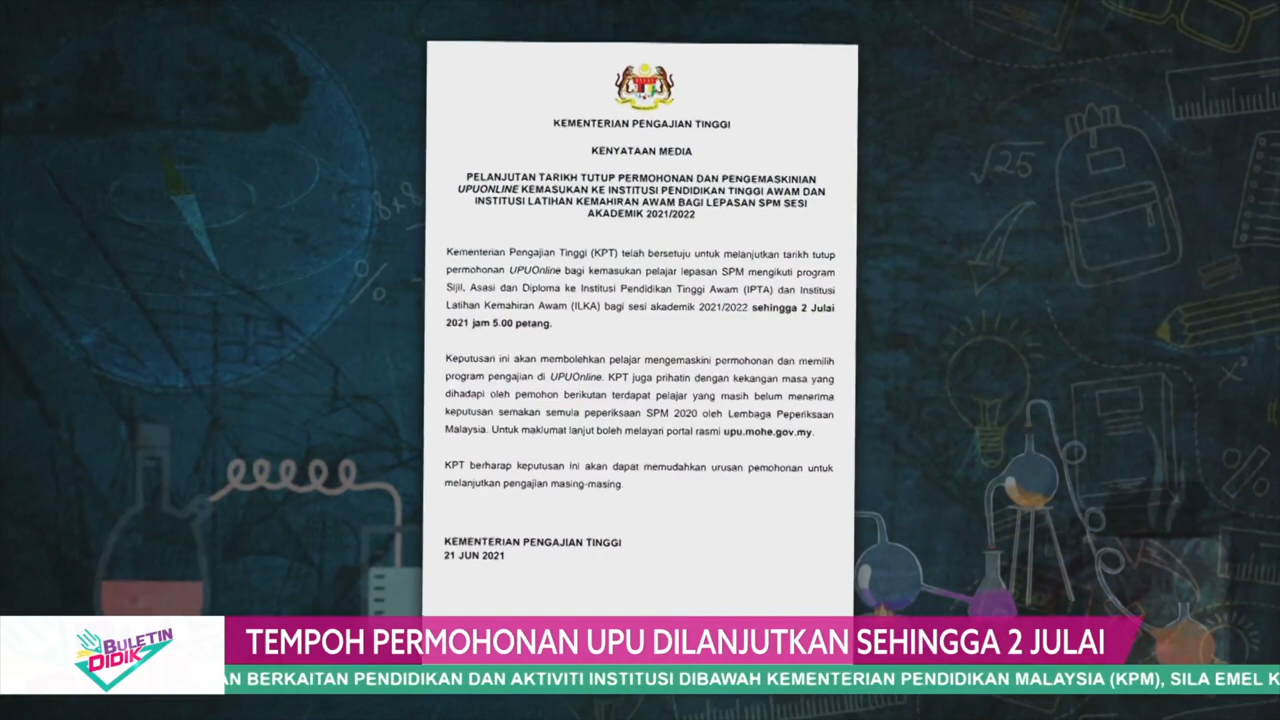 KEMENTERIAN PENGAJIAN TINGGI
KENYATAAN MEDIA
PELANJUTAN TARIKH TUTUP PERMOHONAN DAN PENGEMASKINIAN
UPUONLINE KEMASUKAN KE INSTITUSI PENDIDIKAN TINGGI AWAM DAN
INSTITUSI LATIHAN KEMAHIRAN AWAM BAGI LEPASAN SPM SESI
AKADEMIK 2021/2022
Kementerian Pengajian Tinggi (KPT) telah bersetuju untuk melanjutkan tarikh tutup
permohonan UPUOnline bagi kemasukan pelajar lepasan SPM mengikuti program
Sijil, Asasi dan Diploma ke Institusi Pendidikan Tinggi Awam (IPTA) dan Institusi
Latihan Kemahiran Awam (ILKA) bagi sesi akademik 2021/2022 sehingga 2 Julai
2021 jam 5.00 petang.
Keputusan ini akan membolehkan pelajar mengemaskini permohonan dan memilih
program pengajian di UPUOnline. KPT juga prihatin dengan kekangan masa yang
dihadapi oleh pemohon berikutan terdapat pelajar yang masih belum menerima
keputusan semakan semula peperiksaan SPM 2020 oleh Lembaga Peperiksaan
Malaysia. Untuk maklumat lanjut boleh melayari portal rasmi upu.mohe.gov.my.
KPT berharap keputusan ini akan dapat memudahkan urusan pemohonan untuk
melanjutkan pengajian masing-masing.
KEMENTERIAN PENGAJIAN TINGGI
21 JUN 2021
√25
8x8
%
x
%
BULETIN
DIDIK
TEMPOH PERMOHONAN UPU DILANJUTKAN SEHINGGA 2 JULAI
AN BERKAITAN PENDIDIKAN DAN AKTIVITI INSTITUSI DIBAWAH KEMENTERIAN PENDIDIKAN MALAYSIA (KPM), SILA EMEL K